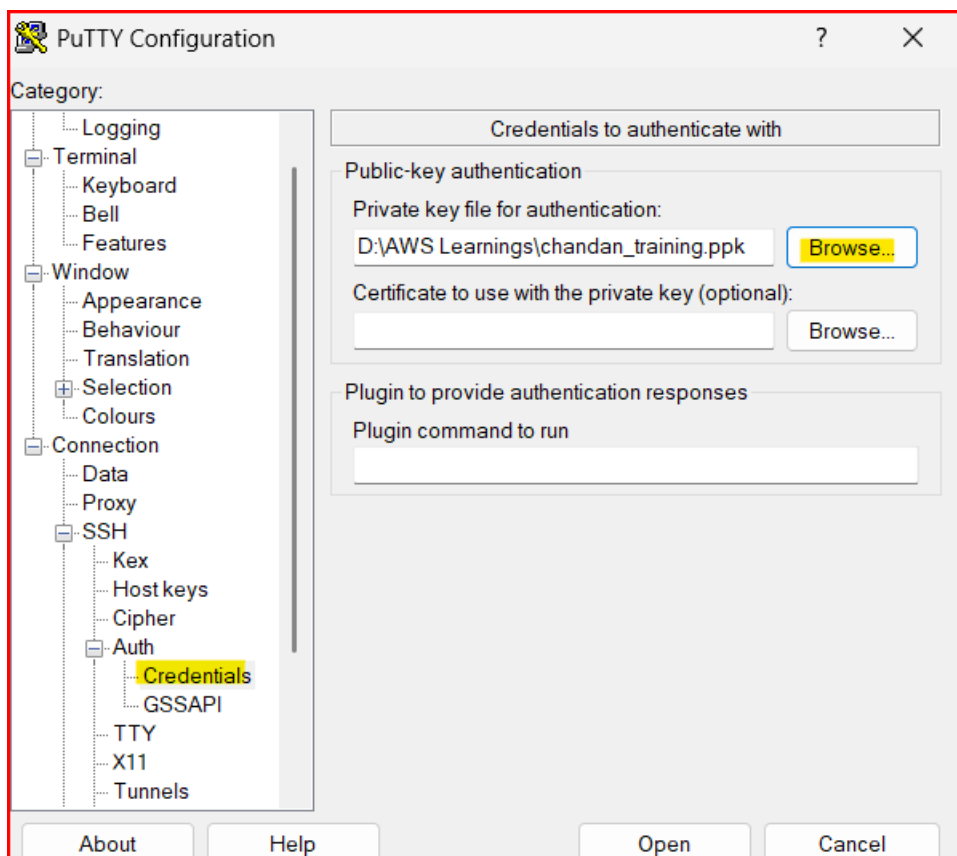 PuTTY Configuration
?
Category:
Logging
Terminal
Keyboard
Bell
Features
Window
Appearance
Behaviour
Translation
Selection
Colours
Connection
Data
Proxy
SSH
Kex
Host keys
Cipher
Auth
Credentials
GSSAPI
TTY
X11
Tunnels
Credentials to authenticate with
Public-key authentication
Private key file for authentication:
D:\AWS Learnings\chandan_training.ppk
Browse...
Certificate to use with the private key (optional):
Browse...
Plugin to provide authentication responses
Plugin command to run
About
Help
Open
Cancel